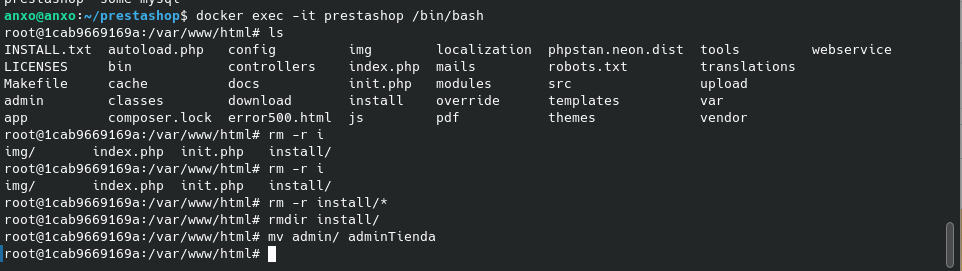 prestashop some-mysql
anxo@anxo:~/prestashop$ docker exec -it prestashop /bin/bash
root@1cab9669169a:/var/www/html# ls
INSTALL.txt autoload.php config img localization phpstan.neon.dist tools webservice
LICENSES bin controllers index.php mails robots.txt translations
Makefile cache docs init.php modules src upload
admin classes download install override templates var
app composer.lock error500.html js pdf themes vendor
root@1cab9669169a:/var/www/html# rm -r i
img/ index.php init.php install/
root@1cab9669169a:/var/www/html# rm -r i
img/ index.php init.php install/
root@1cab9669169a:/var/www/html# rm -r install/*
root@1cab9669169a:/var/www/html# rmdir install/
root@1cab9669169a:/var/www/html# mv admin/ adminTienda
root@1cab9669169a:/var/www/html#